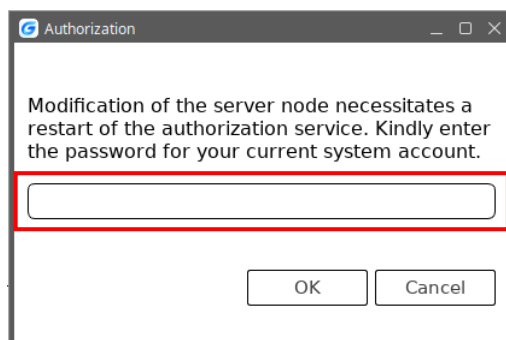 Authorization
Modification of the server node necessitates a
restart of the authorization service. Kindly enter
the password for your current system account.
OK
Cancel